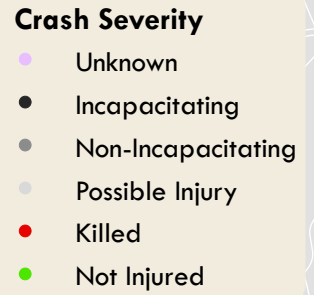 Crash Severity
Unknown
Incapacitating
Non-Incapacitating
Possible Injury
Killed
Not Injured